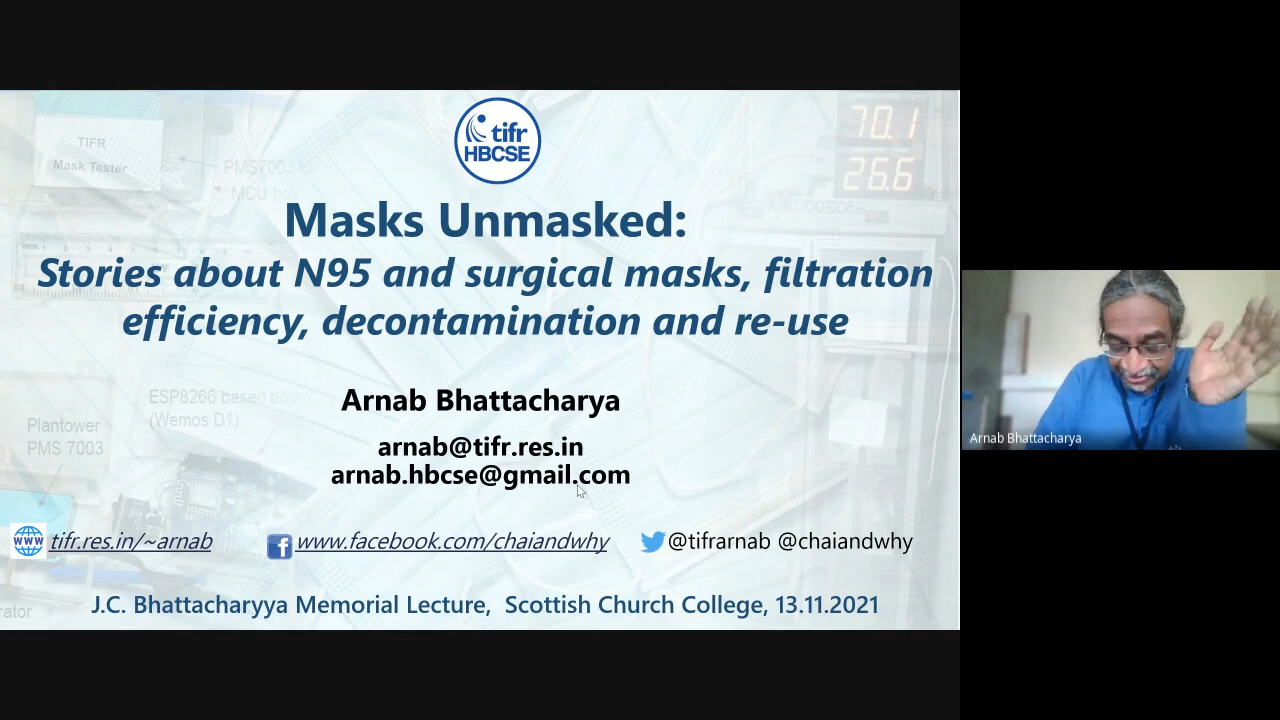 tifr
HBCSE
TIFR
Mask Tester
PMS7003
MCU
70.1
26.6
Masks Unmasked:
Stories about N95 and surgical masks, filtration
efficiency, decontamination and re-use
ESP8266 based board
(Wemos D1)
Plantower
PMS 7003
Arnab Bhattacharya
arnab@tifr.res.in
arnab.hbcse@gmail.com
www tifr.res.in/~arnab
f www.facebook.com/chaiandwhy
@tifrarnab @chaiandwhy
J.C. Bhattacharyya Memorial Lecture, Scottish Church College, 13.11.2021
Arnab Bhattacharya